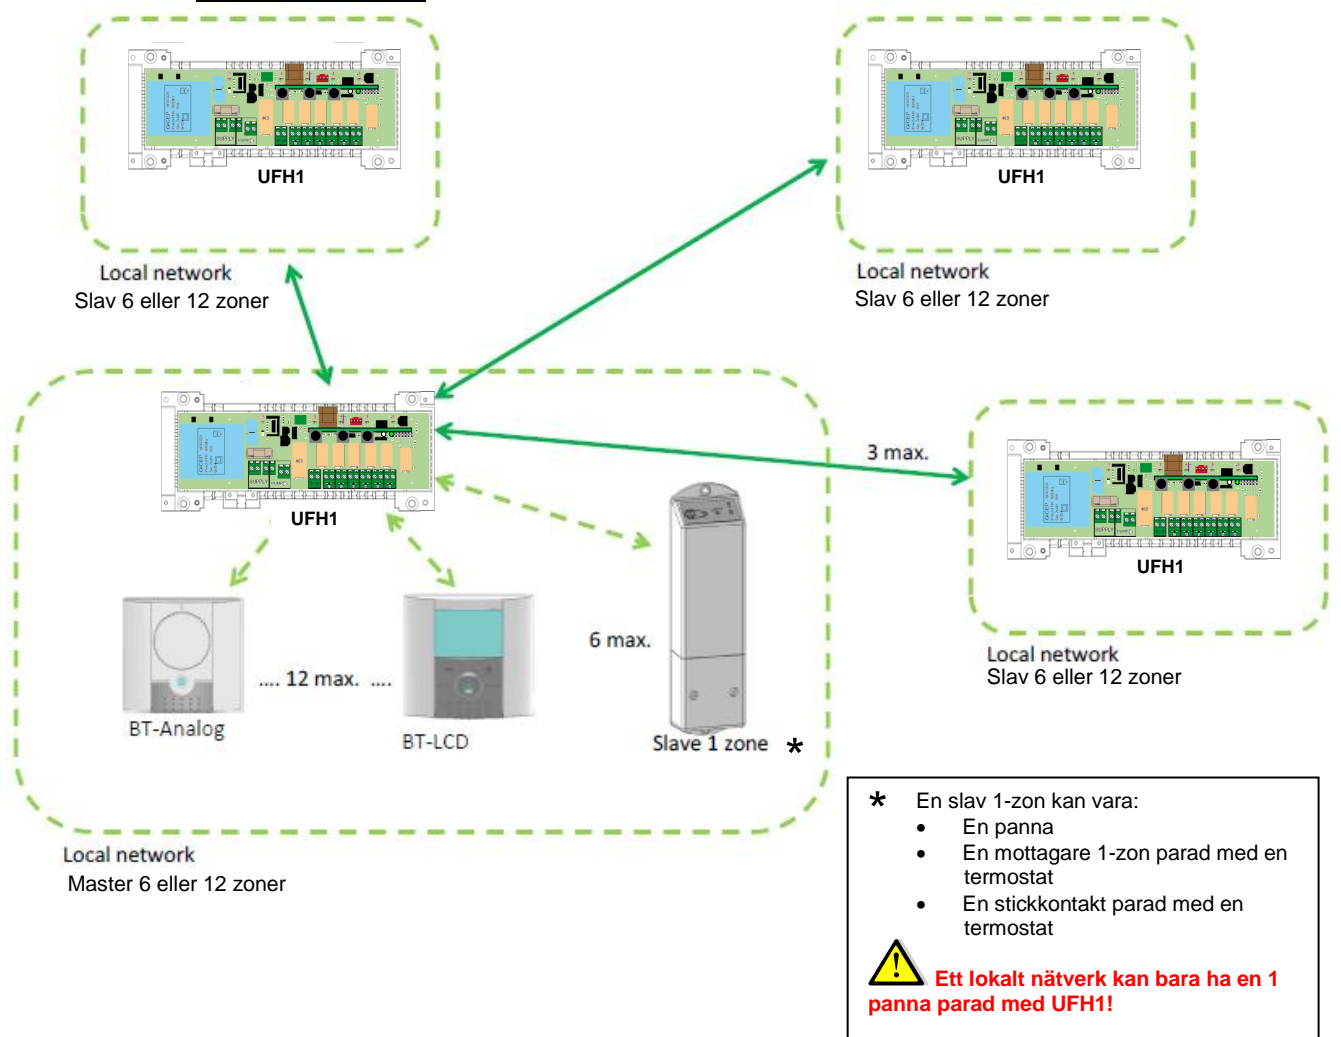 UFH1
UFH1
Local network
Slav 6 eller 12 zoner
Local network
Slav 6 eller 12 zoner
SUPPLY
SUPPLY
UFH1
3 max.
SUPPLY
SUPPLY
UFH1
6 max.
.... 12 max. ....
BT-Analog
BT-LCD
Slave 1 zone *
Local network
Slav 6 eller 12 zoner
Local network
Master 6 eller 12 zoner
* En slav 1-zon kan vara:
• En panna
• En mottagare 1-zon parad med en
termostat
• En stickkontakt parad med en
termostat
! Ett lokalt nätverk kan bara ha en 1
panna parad med UFH1!